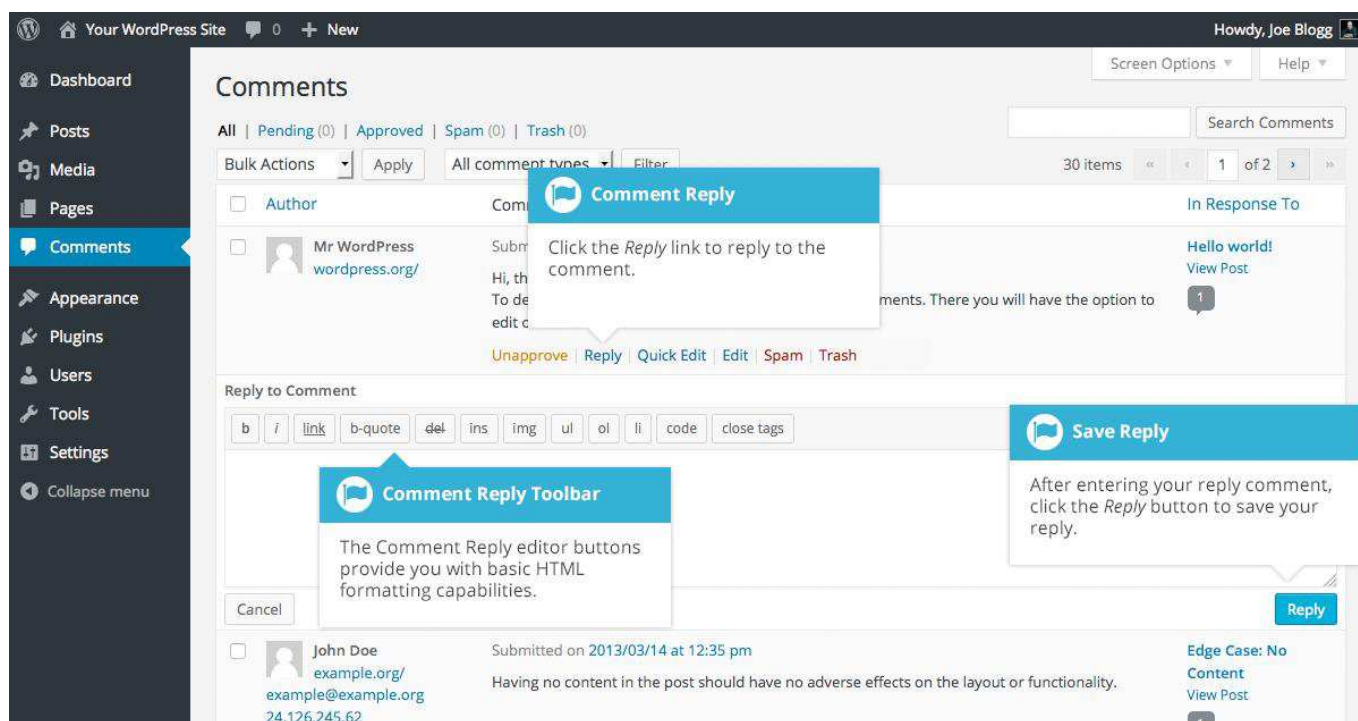 Your WordPress Site 0 + New Howdy, Joe Blogg
Screen Options Help
Dashboard
Posts
Media
Pages
Comments
Appearance
Plugins
Users
Tools
Settings
Collapse menu
Comments
All | Pending (0) | Approved | Spam (0) | Trash (0)
Search Comments
Bulk Actions Apply All comment types Filter 30 items « ‹ 1 of 2 › »
Author In Response To
Comment Reply
Click the Reply link to reply to the
comment.
Mr WordPress
wordpress.org/
Hi,
To
ments. There you will have the option to
edit
Hello world!
View Post
1
Unapprove | Reply | Quick Edit | Edit | Spam | Trash
Reply to Comment
b i link b-quote del ins img ul ol li code close tags
Comment Reply Toolbar
The Comment Reply editor buttons
provide you with basic HTML
formatting capabilities.
Save Reply
After entering your reply comment,
click the Reply button to save your
reply.
Cancel Reply
John Doe
example.org/
example@example.org
24.126.245.62
Submitted on 2013/03/14 at 12:35 pm
Having no content in the post should have no adverse effects on the layout or functionality.
Edge Case: No
Content
View Post